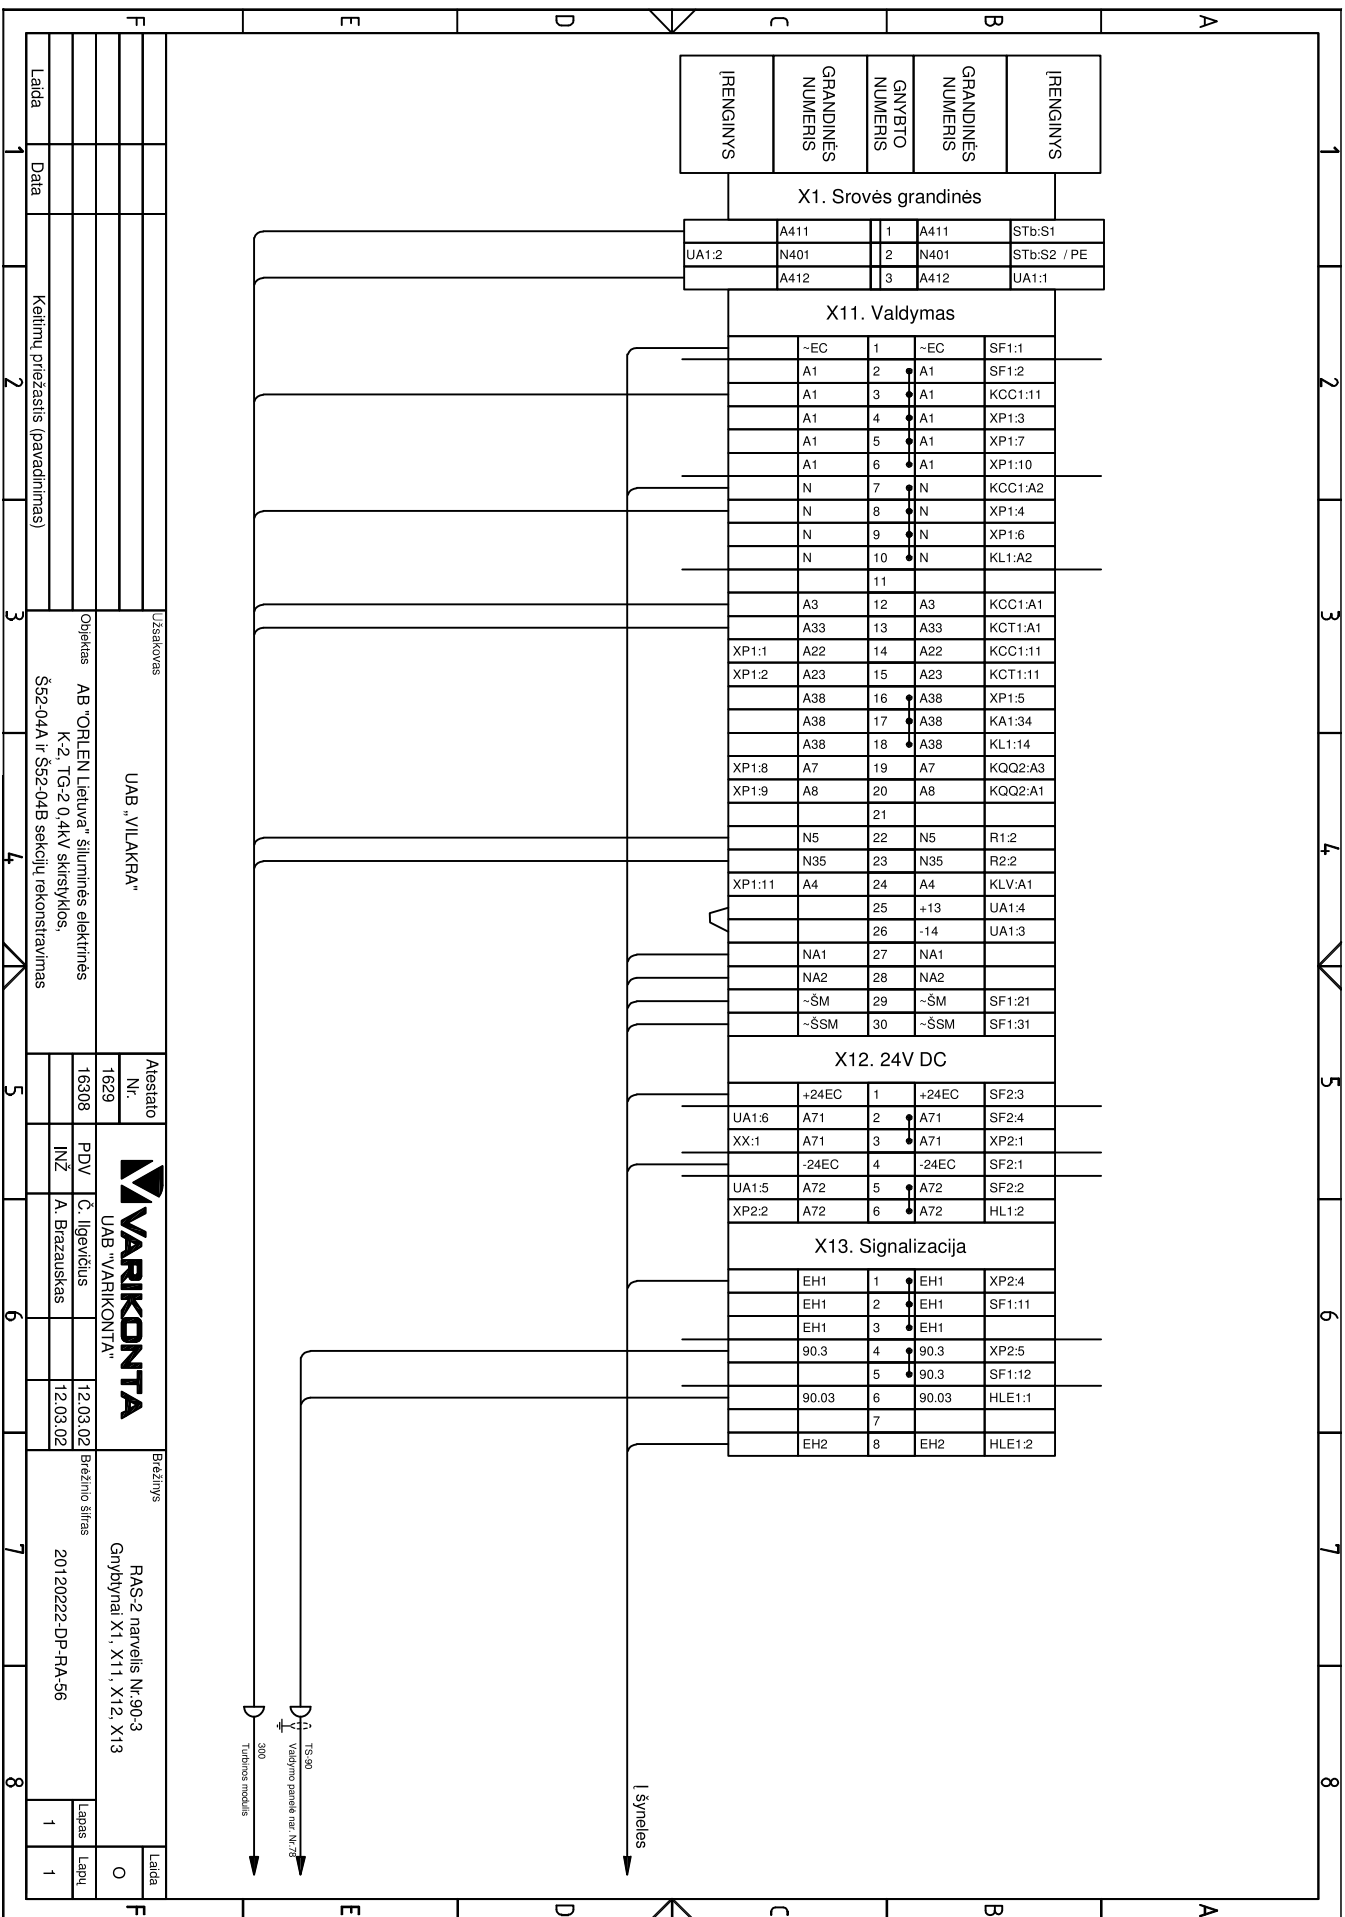 A
B
C
D
E
F
1
2
3
4
5
6
7
8
ĮRENGINYS
GRANDINĖS NUMERIS
GNYBTO NUMERIS
GRANDINĖS NUMERIS
ĮRENGINYS
X1. Srovės grandinės
A411 1 A411 STb:S1
UA1:2 N401 2 N401 STb:S2 / PE
A412 3 A412 UA1:1
X11. Valdymas
~EC 1 ~EC SF1:1
A1 2 A1 SF1:2
A1 3 A1 KCC1:11
A1 4 A1 XP1:3
A1 5 A1 XP1:7
A1 6 A1 XP1:10
N 7 N KCC1:A2
N 8 N XP1:4
N 9 N XP1:6
N 10 N KL1:A2
11
A3 12 A3 KCC1:A1
A33 13 A33 KCT1:A1
XP1:1 A22 14 A22 KCC1:11
XP1:2 A23 15 A23 KCT1:11
A38 16 A38 XP1:5
A38 17 A38 KA1:34
A38 18 A38 KL1:14
XP1:8 A7 19 A7 KQQ2:A3
XP1:9 A8 20 A8 KQQ2:A1
21
N5 22 N5 R1:2
N35 23 N35 R2:2
XP1:11 A4 24 A4 KLV:A1
25 +13 UA1:4
26 -14 UA1:3
NA1 27 NA1
NA2 28 NA2
~ŠM 29 ~ŠM SF1:21
~ŠSM 30 ~ŠSM SF1:31
X12. 24V DC
+24EC 1 +24EC SF2:3
UA1:6 A71 2 A71 SF2:4
XX:1 A71 3 A71 XP2:1
-24EC 4 -24EC SF2:1
UA1:5 A72 5 A72 SF2:2
XP2:2 A72 6 A72 HL1:2
X13. Signalizacija
EH1 1 EH1 XP2:4
EH1 2 EH1 SF1:11
EH1 3 EH1
90.3 4 90.3 XP2:5
5 90.3 SF1:12
90.03 6 90.03 HLE1:1
7
EH2 8 EH2 HLE1:2
Į šyneles
TS-90
Valdymo panelė nar. Nr.78
300
Turbinos modulis
Laida
Data
Keitimų priežastis (pavadinimas)
Užsakovas
UAB „VILAKRA"
Objektas
AB "ORLEN Lietuva" šiluminės elektrinės
K-2, TG-2 0,4kV skirstyklos,
Š52-04A ir Š52-04B sekcijų rekonstravimas
Atestato Nr.
1629
16308
VARIKONTA
UAB "VARIKONTA"
PDV Č. Ilgevičius 12.03.02
INŽ A. Brazauskas 12.03.02
Brėžinys
RAS-2 narvelis Nr.90-3
Gnybtynai X1, X11, X12, X13
Brėžinio šifras
20120222-DP-RA-56
Laida
O
Lapas
Lapų
1
1
1
2
3
4
5
6
7
8
A
B
C
D
E
F